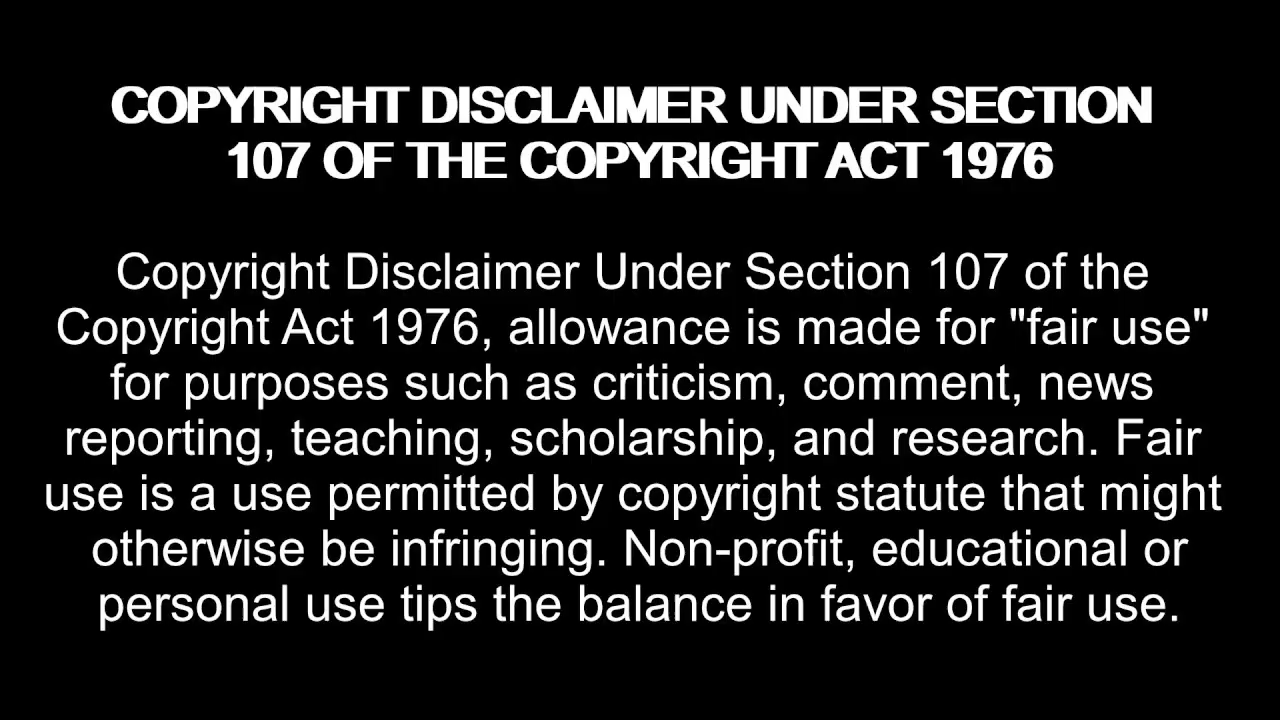 COPYRIGHT DISCLAIMER UNDER SECTION
107 OF THE COPYRIGHT ACT 1976
Copyright Disclaimer Under Section 107 of the
Copyright Act 1976, allowance is made for "fair use"
for purposes such as criticism, comment, news
reporting, teaching, scholarship, and research. Fair
use is a use permitted by copyright statute that might
otherwise be infringing. Non-profit, educational or
personal use tips the balance in favor of fair use.